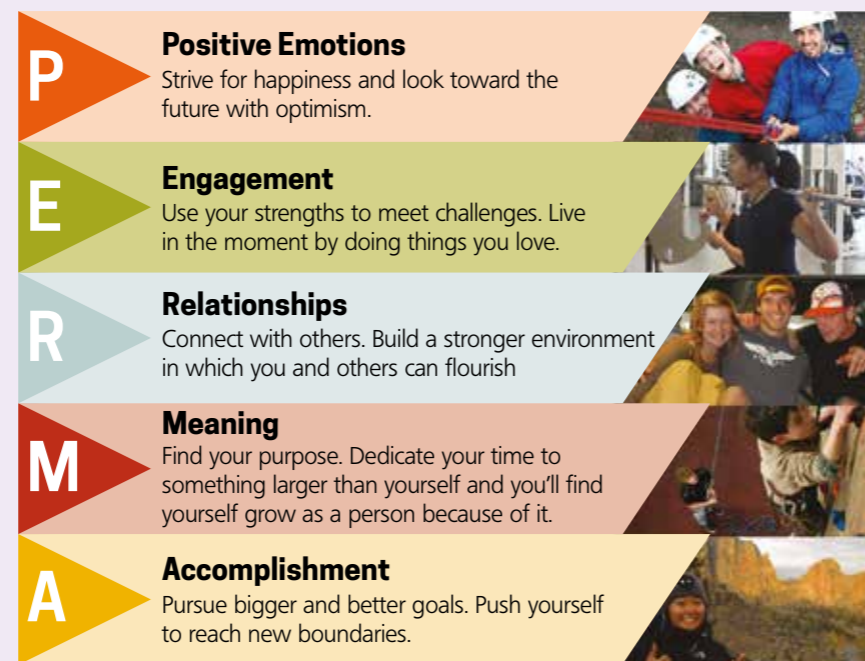 P
Positive Emotions
Strive for happiness and look toward the
future with optimism.
E
Engagement
Use your strengths to meet challenges. Live
in the moment by doing things you love.
R
Relationships
Connect with others. Build a stronger environment
in which you and others can flourish
M
Meaning
Find your purpose. Dedicate your time to
something larger than yourself and you'll find
yourself grow as a person because of it.
A
Accomplishment
Pursue bigger and better goals. Push yourself
to reach new boundaries.